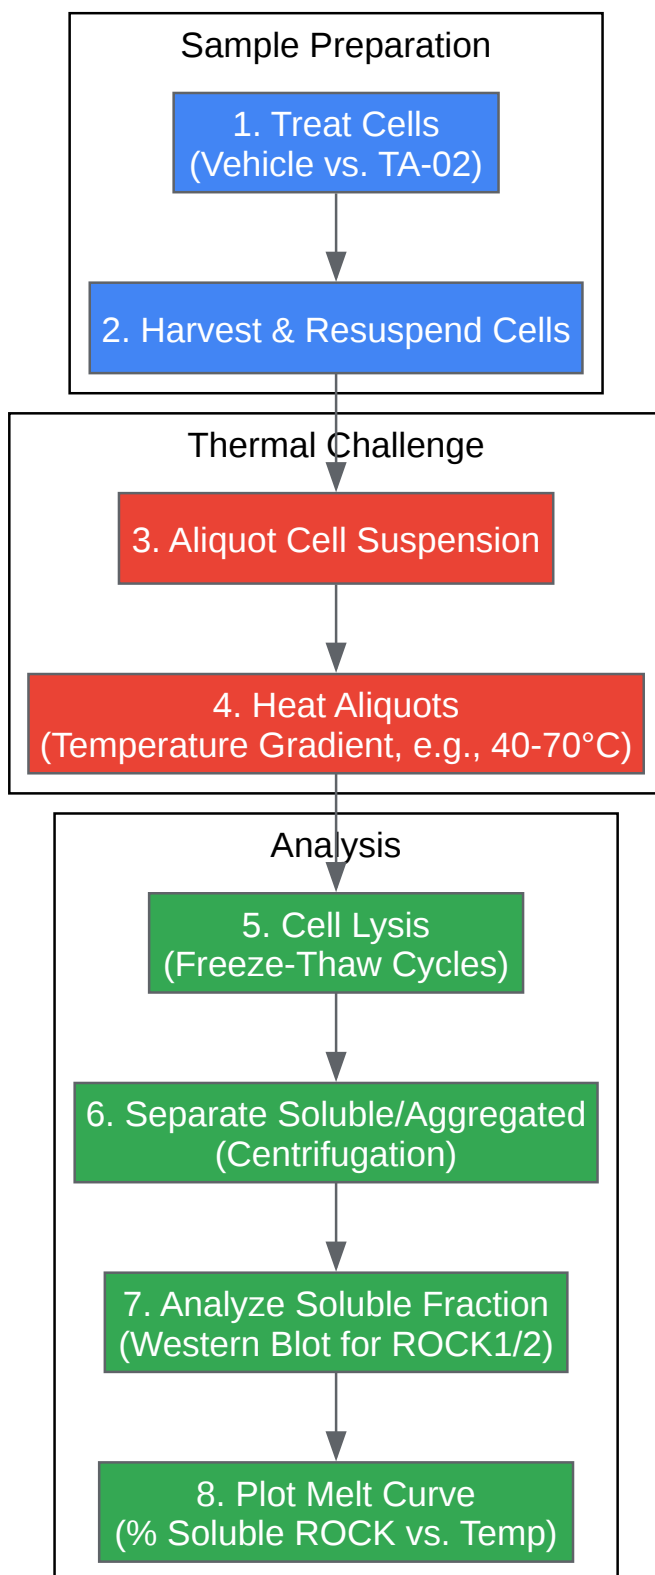 Sample Preparation
1. Treat Cells
(Vehicle vs. TA-02)
2. Harvest & Resuspend Cells
Thermal Challenge
3. Aliquot Cell Suspension
4. Heat Aliquots
(Temperature Gradient, e.g., 40-70°C)
Analysis
5. Cell Lysis
(Freeze-Thaw Cycles)
6. Separate Soluble/Aggregated
(Centrifugation)
7. Analyze Soluble Fraction
(Western Blot for ROCK1/2)
8. Plot Melt Curve
(% Soluble ROCK vs. Temp)